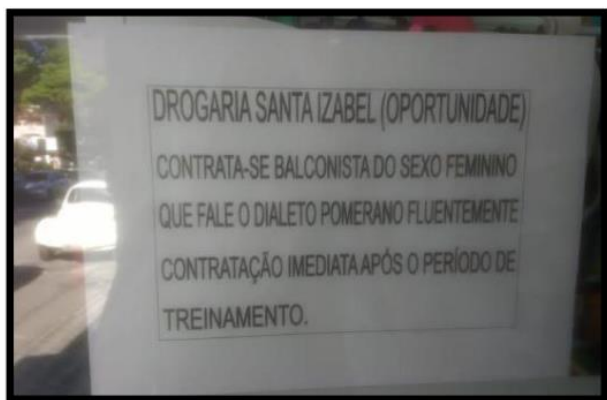 DROGARIA SANTA IZABEL (OPORTUNIDADE)
CONTRATA-SE BALCONISTA DO SEXO FEMININO
QUE FALE O DIALETO POMERANO FLUENTEMENTE
CONTRATAÇÃO IMEDIATA APÓS O PERÍODO DE
TREINAMENTO.